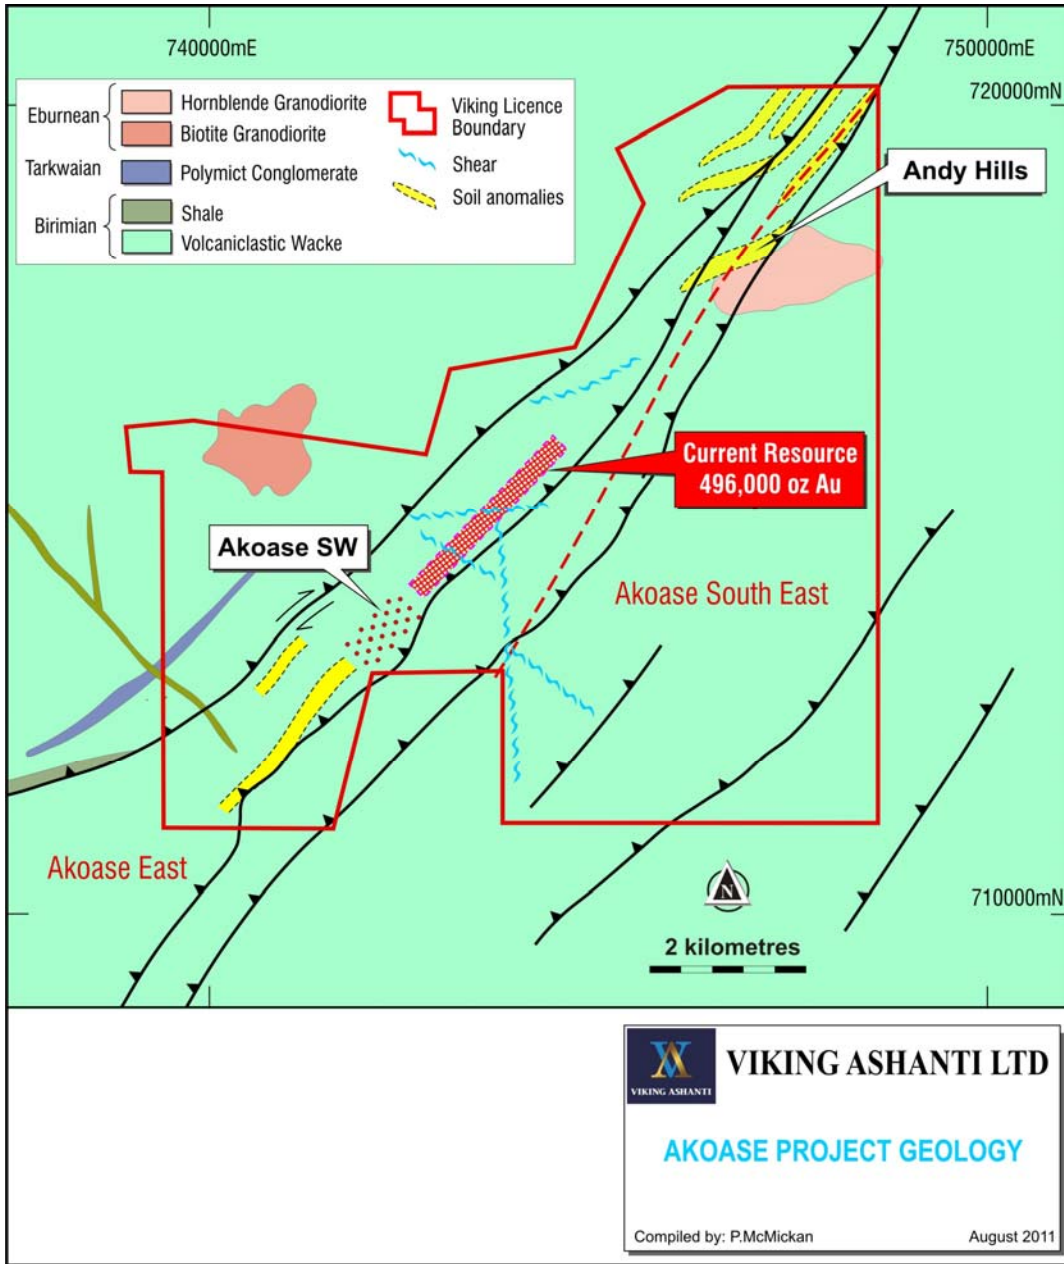 740000mE
750000mE
720000mN
Eburnean
Hornblende Granodiorite
Biotite Granodiorite
Tarkwaian
Polymict Conglomerate
Birimian
Shale
Volcaniclastic Wacke
Viking Licence
Boundary
Shear
Soil anomalies
Andy Hills
Current Resource
496,000 oz Au
Akoase SW
Akoase South East
Akoase East
N
710000mN
2 kilometres
VIKING ASHANTI
VIKING ASHANTI LTD
AKOASE PROJECT GEOLOGY
Compiled by: P.McMickan
August 2011